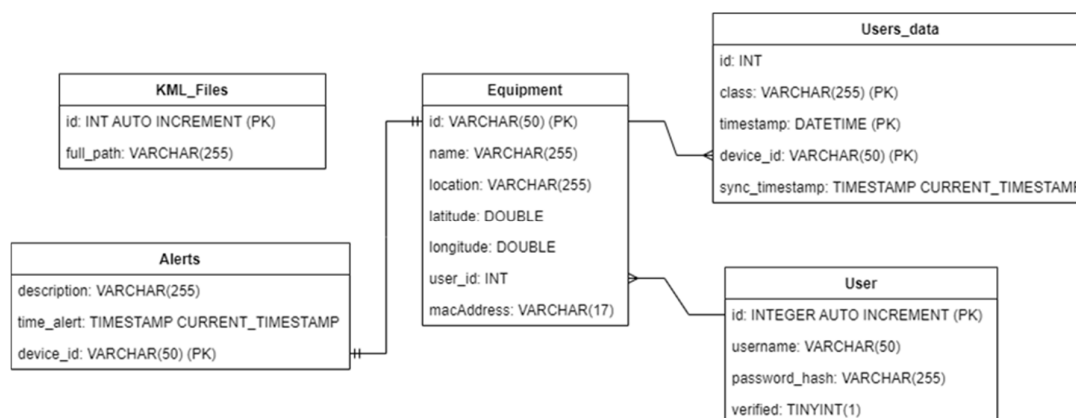 KML_Files
id: INT AUTO INCREMENT (PK)
full_path: VARCHAR(255)
Alerts
description: VARCHAR(255)
time_alert: TIMESTAMP CURRENT_TIMESTAMP
device_id: VARCHAR(50) (PK)
Equipment
id: VARCHAR(50) (PK)
name: VARCHAR(255)
location: VARCHAR(255)
latitude: DOUBLE
longitude: DOUBLE
user_id: INT
macAddress: VARCHAR(17)
Users_data
id: INT
class: VARCHAR(255) (PK)
timestamp: DATETIME (PK)
device_id: VARCHAR(50) (PK)
sync_timestamp: TIMESTAMP CURRENT_TIMESTAMP
User
id: INTEGER AUTO INCREMENT (PK)
username: VARCHAR(50)
password_hash: VARCHAR(255)
verified: TINYINT(1)